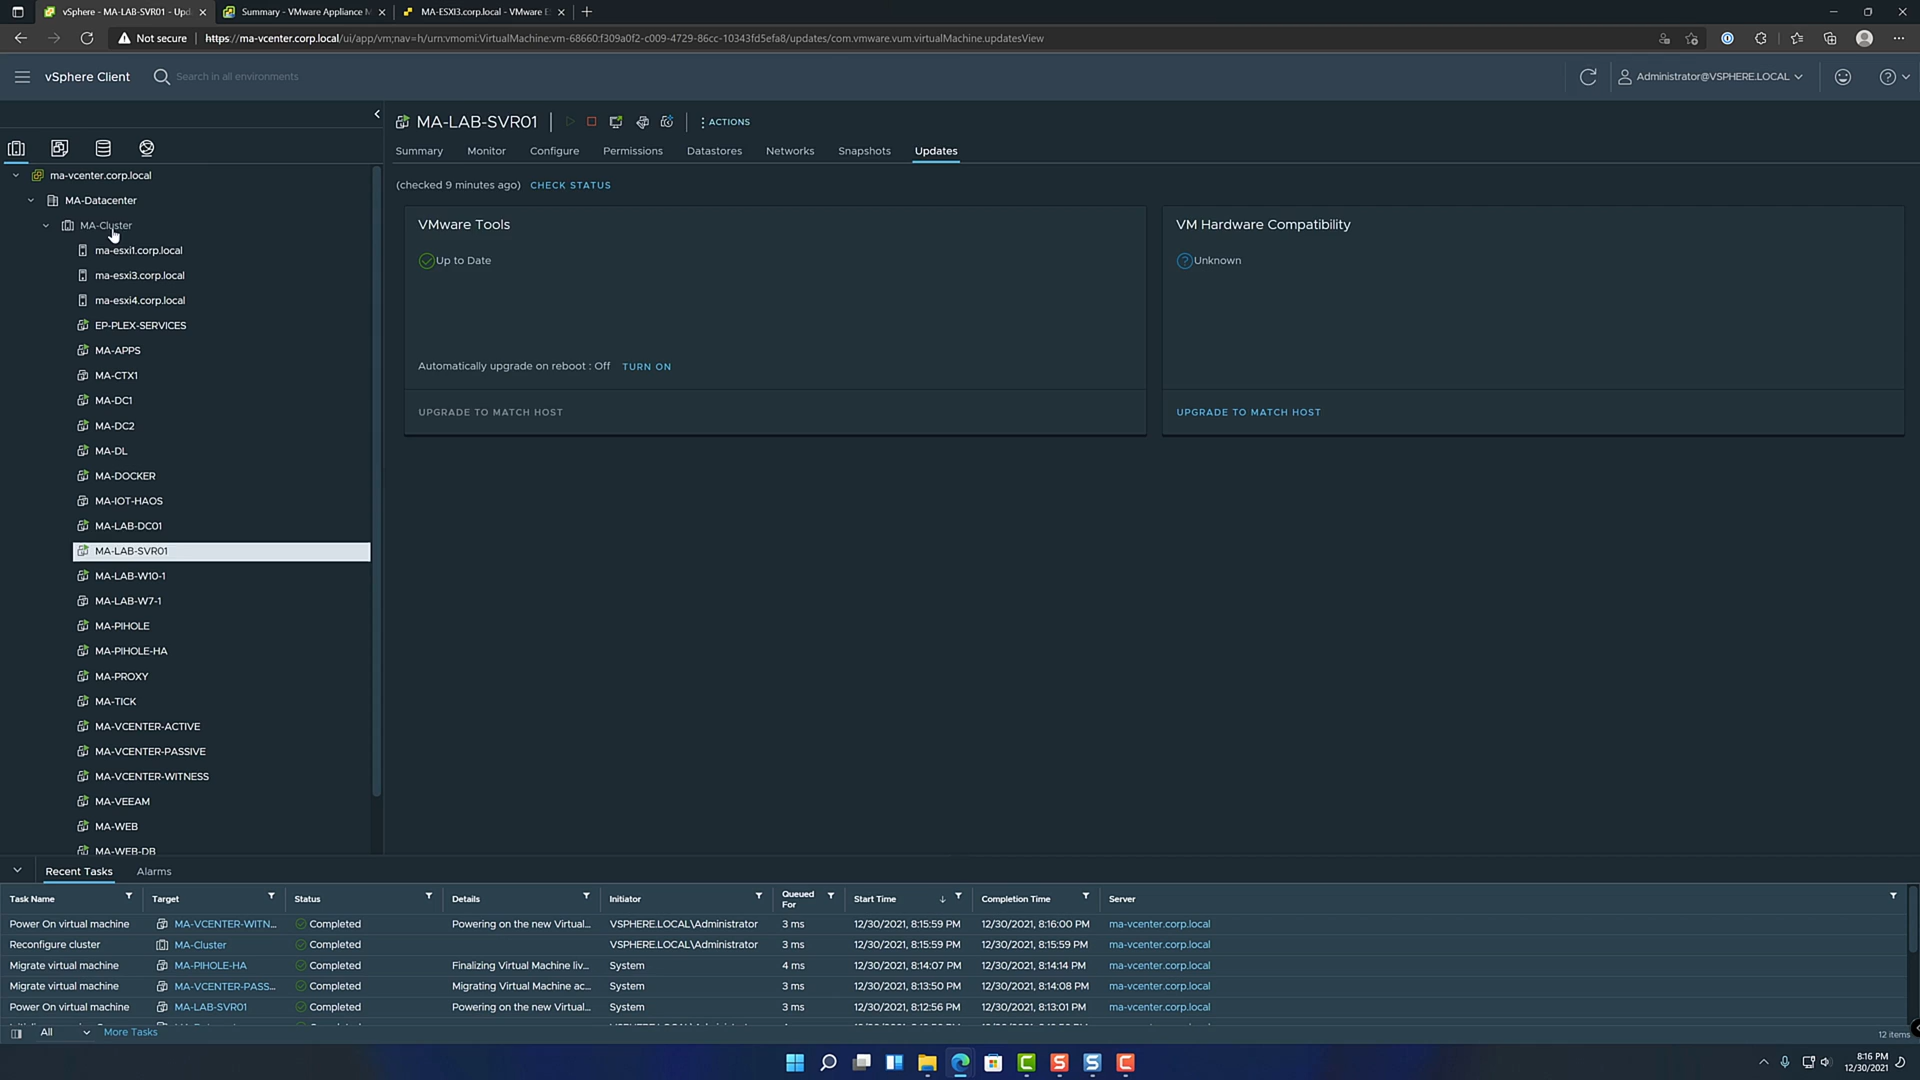 vSphere - MA-LAB-SVR01 - Upd
Summary - VMware Appliance M
MA-ESXI3.corp.local - VMware E
Not secure
https://ma-vcenter.corp.local/ui/app/vm;nav=h/urn:vmomi:VirtualMachine:vm-68660:f309a0f2-c009-4729-86cc-10343fd5efa8/updates/com.vmware.vum.virtualMachine.updatesView
vSphere Client
Search in all environments
Administrator@VSPHERE.LOCAL
MA-LAB-SVR01
ACTIONS
Summary
Monitor
Configure
Permissions
Datastores
Networks
Snapshots
Updates
ma-vcenter.corp.local
MA-Datacenter
MA-Cluster
ma-esxi1.corp.local
ma-esxi3.corp.local
ma-esxi4.corp.local
EP-PLEX-SERVICES
MA-APPS
MA-CTX1
MA-DC1
MA-DC2
MA-DL
MA-DOCKER
MA-IOT-HAOS
MA-LAB-DC01
MA-LAB-SVR01
MA-LAB-W10-1
MA-LAB-W7-1
MA-PIHOLE
MA-PIHOLE-HA
MA-PROXY
MA-TICK
MA-VCENTER-ACTIVE
MA-VCENTER-PASSIVE
MA-VCENTER-WITNESS
MA-VEEAM
MA-WEB
MA-WEB-DB
(checked 9 minutes ago) CHECK STATUS
VMware Tools
Up to Date
Automatically upgrade on reboot : Off TURN ON
UPGRADE TO MATCH HOST
VM Hardware Compatibility
Unknown
UPGRADE TO MATCH HOST
Recent Tasks
Alarms
Task Name
Target
Status
Details
Initiator
Queued
For
Start Time
Completion Time
Server
Power On virtual machine MA-VCENTER-WITN... Completed Powering on the new Virtual... VSPHERE.LOCAL\Administrator 3 ms 12/30/2021, 8:15:59 PM 12/30/2021, 8:16:00 PM ma-vcenter.corp.local
Reconfigure cluster MA-Cluster Completed VSPHERE.LOCAL\Administrator 3 ms 12/30/2021, 8:15:59 PM 12/30/2021, 8:15:59 PM ma-vcenter.corp.local
Migrate virtual machine MA-PIHOLE-HA Completed Finalizing Virtual Machine liv... System 4 ms 12/30/2021, 8:14:07 PM 12/30/2021, 8:14:14 PM ma-vcenter.corp.local
Migrate virtual machine MA-VCENTER-PASS... Completed Migrating Virtual Machine ac... System 3 ms 12/30/2021, 8:13:50 PM 12/30/2021, 8:14:08 PM ma-vcenter.corp.local
Power On virtual machine MA-LAB-SVR01 Completed Powering on the new Virtual... System 3 ms 12/30/2021, 8:12:56 PM 12/30/2021, 8:13:01 PM ma-vcenter.corp.local
All
More Tasks
12 items
8:16 PM
12/30/2021